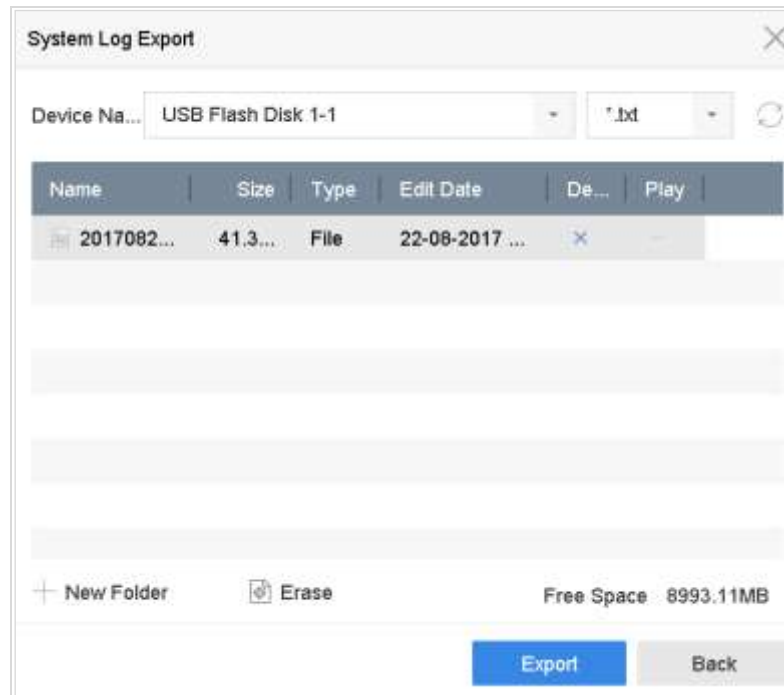 System Log Export
Device Na... USB Flash Disk 1-1 *.txt
Name Size Type Edit Date De... Play
2017082... 41.3... File 22-08-2017 ...
New Folder Erase Free Space 8993.11MB
Export Back